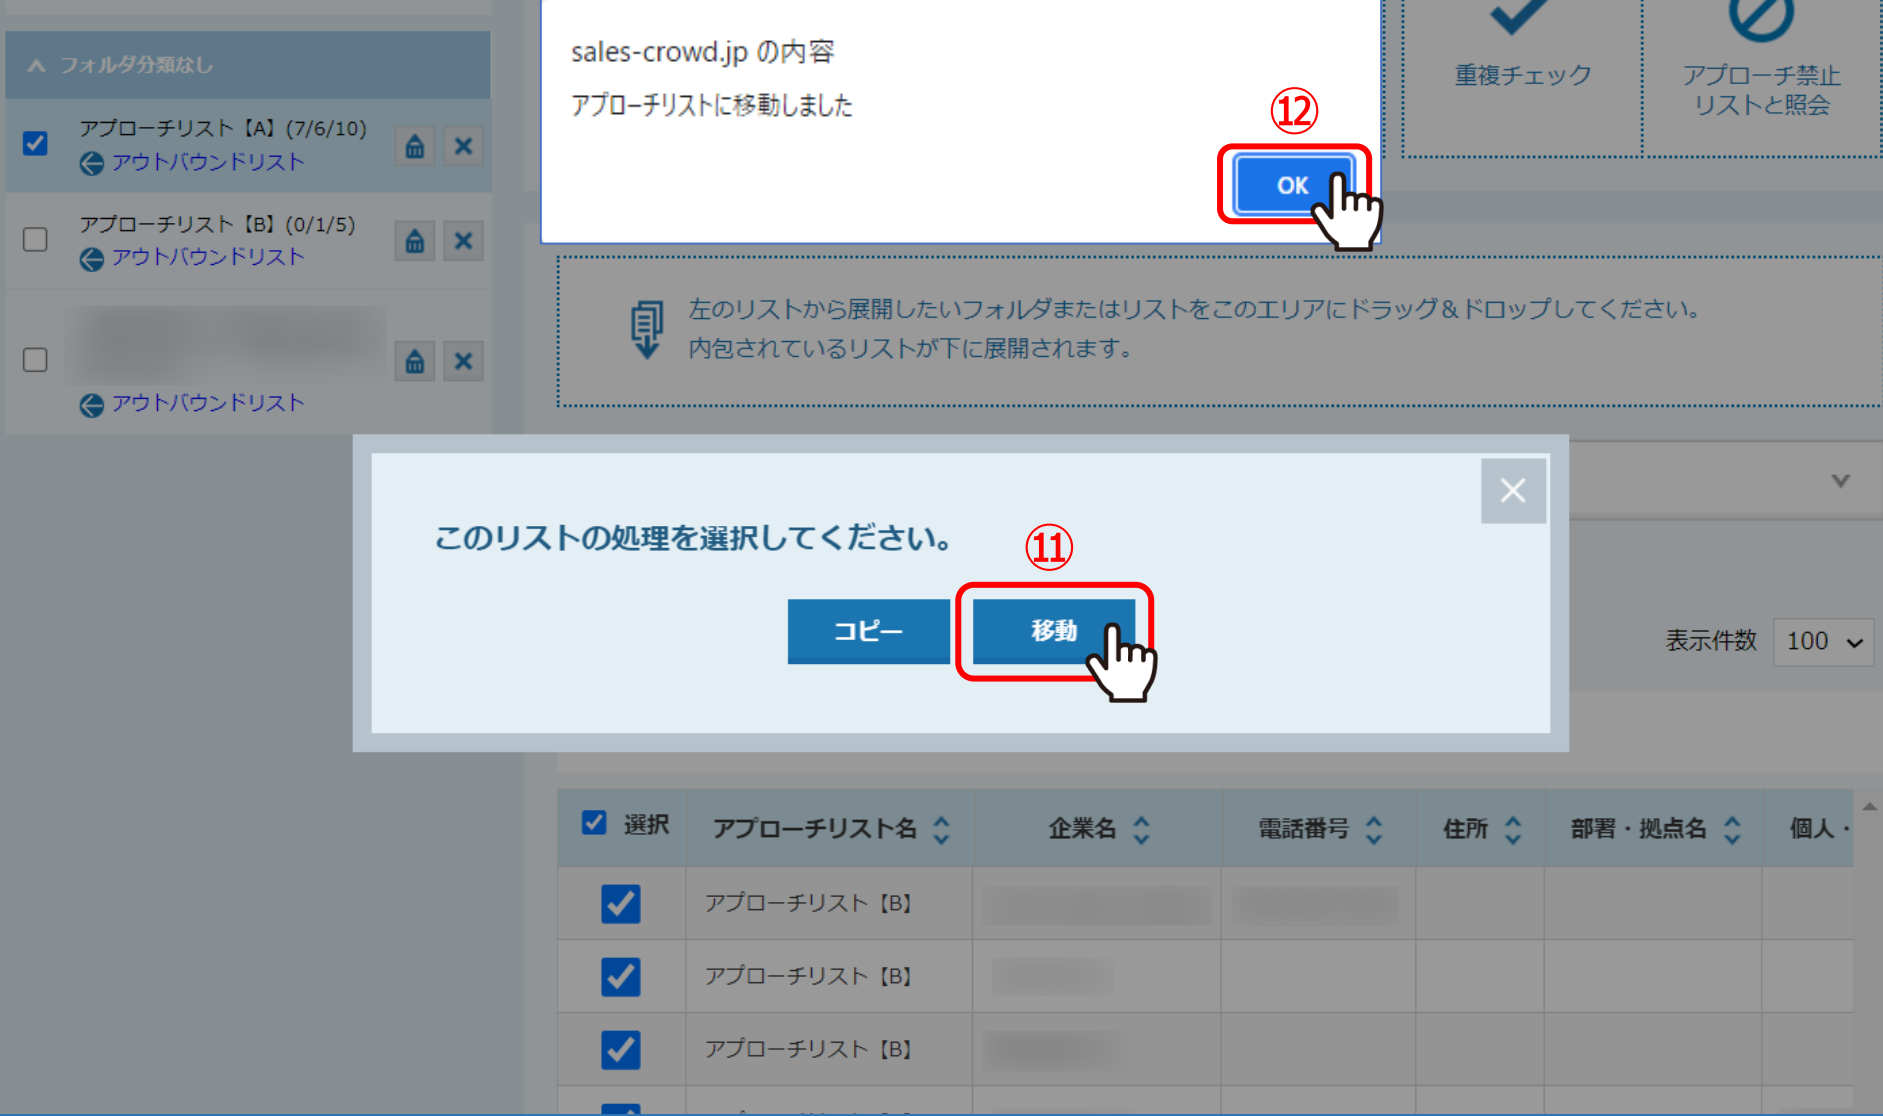 sales-crowd.jp の内容
アプローチリストに移動しました
⑫
OK
重複チェック
アプローチ禁止
リストと照会
フォルダ分類なし
アプローチリスト【A】(7/6/10)
アウトバウンドリスト
アプローチリスト【B】(0/1/5)
アウトバウンドリスト
アウトバウンドリスト
左のリストから展開したいフォルダまたはリストをこのエリアにドラッグ＆ドロップしてください。
内包されているリストが下に展開されます。
このリストの処理を選択してください。
⑪
コピー
移動
表示件数 100
選択 アプローチリスト名 企業名 電話番号 住所 部署・拠点名 個人・
アプローチリスト【B】
アプローチリスト【B】
アプローチリスト【B】